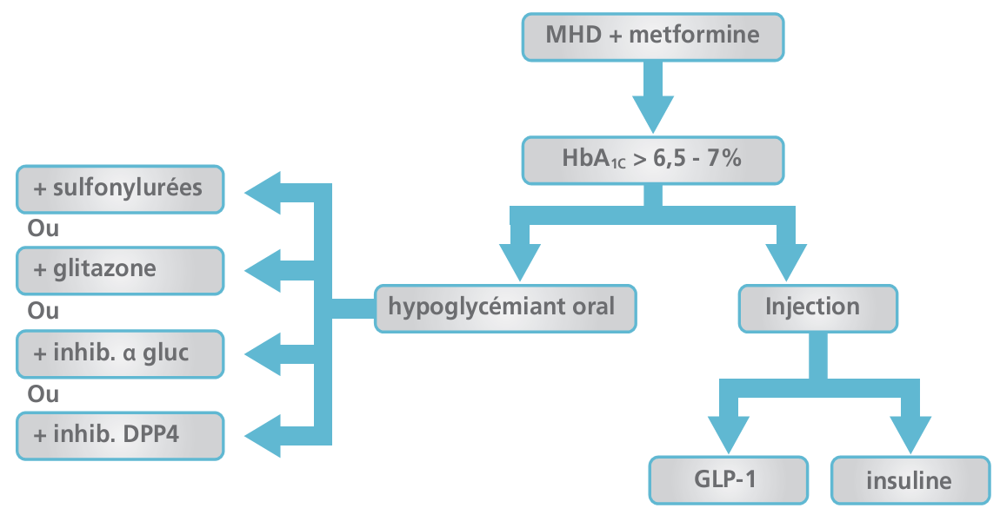 MHD + metformine
HbA1C > 6,5 - 7%
+ sulfonylurées
Ou
+ glitazone
Ou
+ inhib. α gluc
Ou
+ inhib. DPP4
hypoglycémiant oral
Injection
GLP-1
insuline